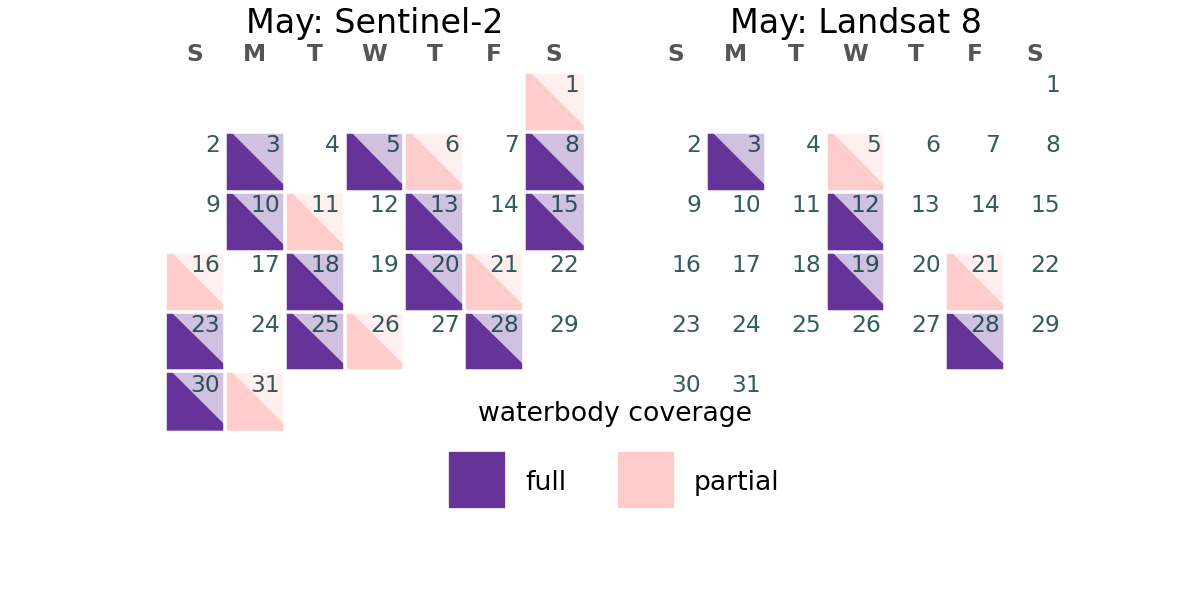 May: Sentinel-2
S M T W T F S
1
2 3 4 5 6 7 8
9 10 11 12 13 14 15
16 17 18 19 20 21 22
23 24 25 26 27 28 29
30 31
May: Landsat 8
S M T W T F S
1
2 3 4 5 6 7 8
9 10 11 12 13 14 15
16 17 18 19 20 21 22
23 24 25 26 27 28 29
30 31
waterbody coverage
full
partial